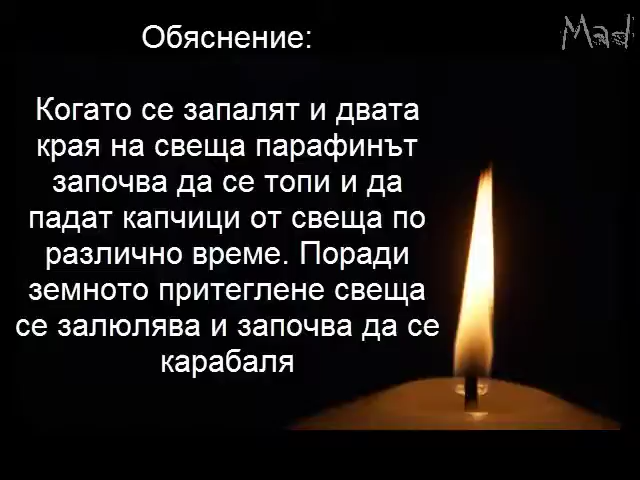 Обяснение:
Mad
Когато се запалят и двата
края на свеща парафинът
започва да се топи и да
падат капчици от свеща по
различно време. Поради
земното притеглене свеща
се залюлява и започва да се
карабаля